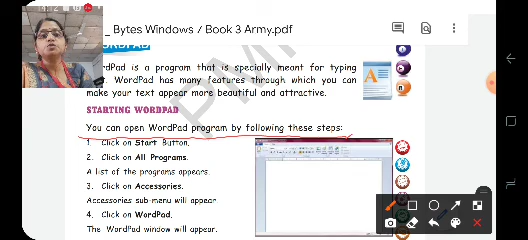 _ Bytes Windows 7 Book 3 Army.pdf
WordPad is a program that is specially meant for typing
WordPad has many features through which you can
make your text appear more beautiful and attractive.
STARTING WORDPAD
You can open WordPad program by following these steps:
1. Click on Start Button.
2. Click on All Programs.
A list of the programs appears.
3. Click on Accessories.
Accessories sub-menu will appear.
4. Click on WordPad.
The WordPad window will appear.